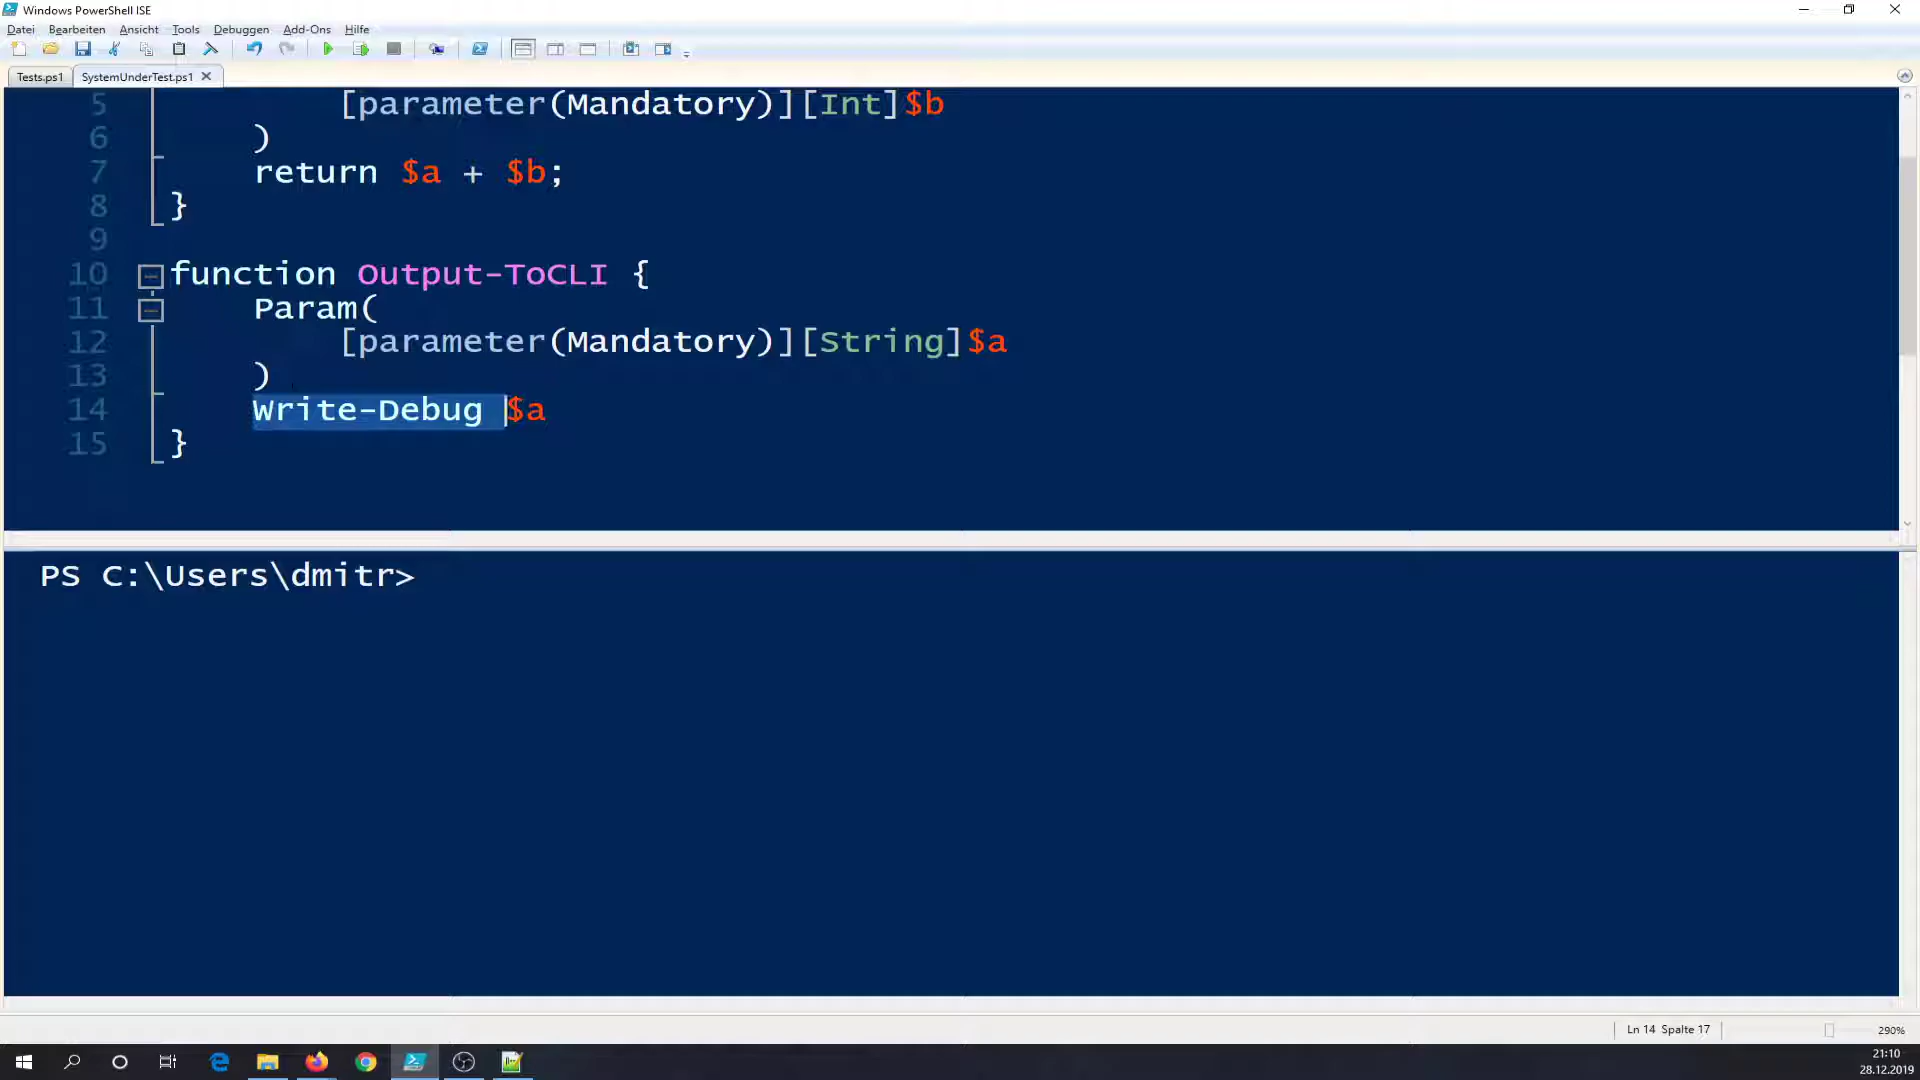 Windows PowerShell ISE
Datei Bearbeiten Ansicht Tools Debuggen Add-Ons Hilfe
Tests.ps1 SystemUnderTest.ps1
5 [parameter(Mandatory)][Int]$b
6 )
7 return $a + $b;
8 }
9
10 function Output-ToCLI {
11 Param(
12 [parameter(Mandatory)][String]$a
13 )
14 Write-Debug $a
15 }
PS C:\Users\dmitr>
Ln 14 Spalte 17 290%
21:10
28.12.2019